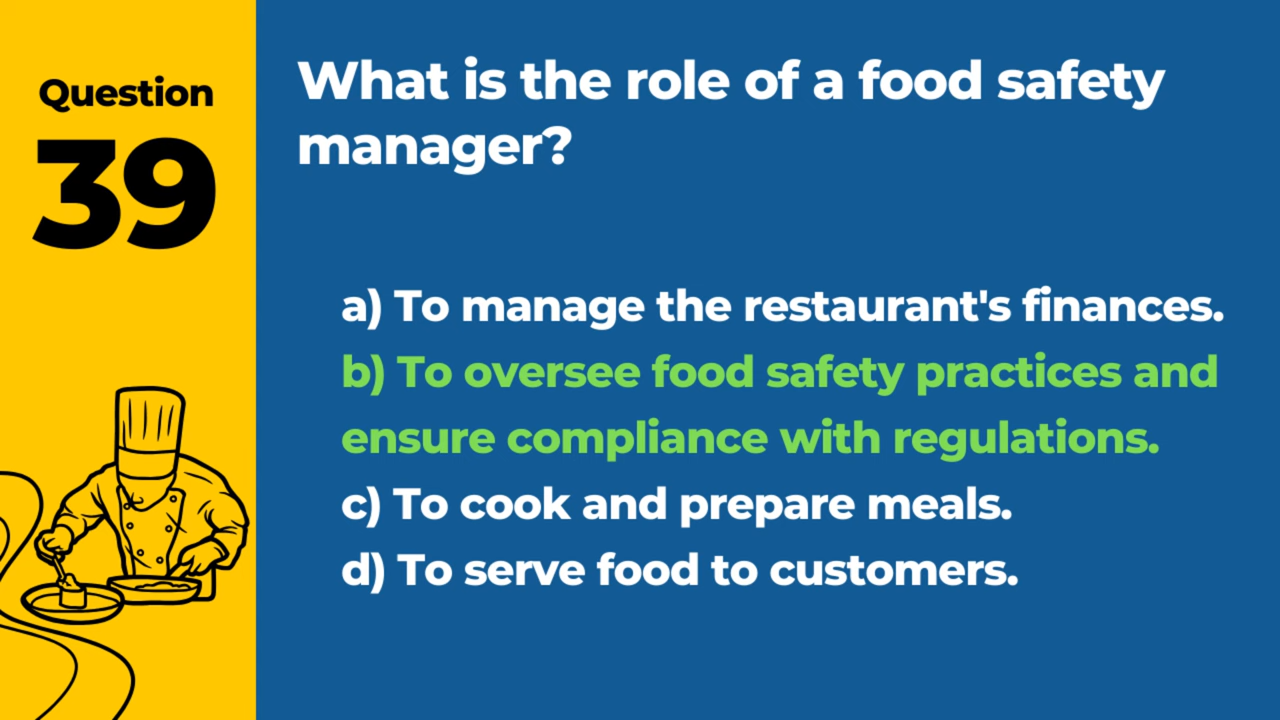 Question
39
What is the role of a food safety
manager?
a) To manage the restaurant's finances.
b) To oversee food safety practices and
ensure compliance with regulations.
c) To cook and prepare meals.
d) To serve food to customers.